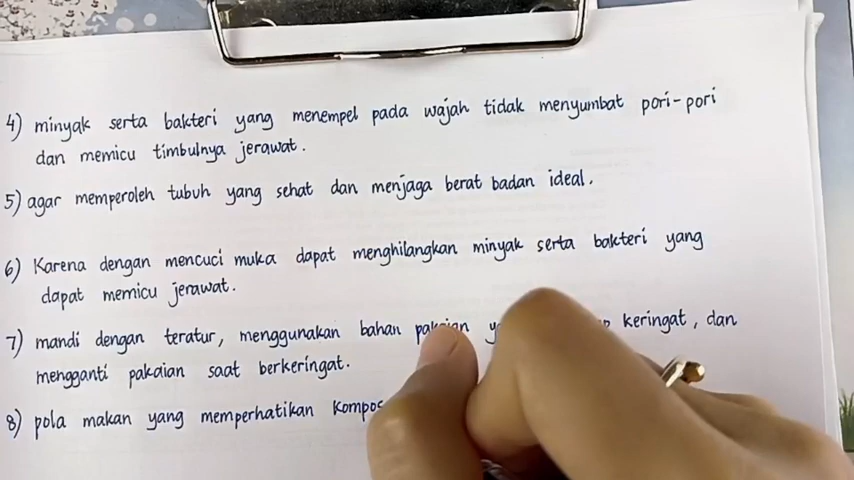 4) minyak serta bakteri yang menempel pada wajah tidak menyumbat pori-pori
dan memicu timbulnya jerawat.
5) agar memperoleh tubuh yang sehat dan menjaga berat badan ideal.
6) Karena dengan mencuci muka dapat menghilangkan minyak serta bakteri yang
dapat memicu jerawat.
7) mandi dengan teratur, menggunakan bahan pakaian keringat, dan
mengganti pakaian saat berkeringat.
8) pola makan yang memperhatikan